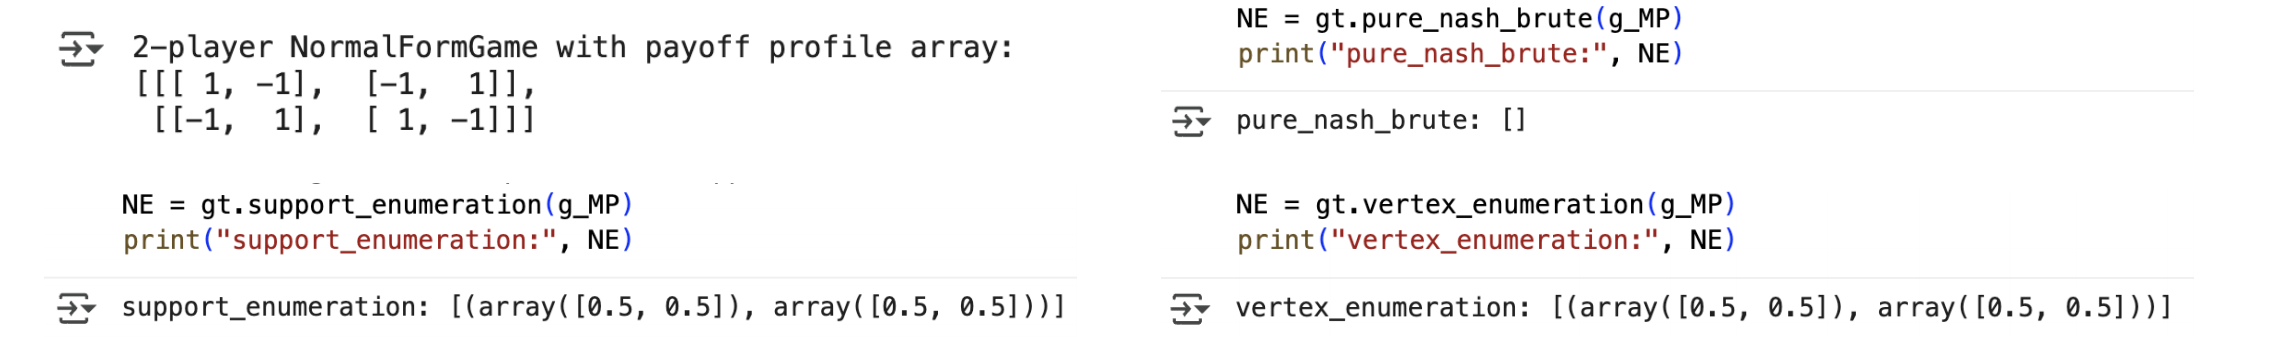 2-player NormalFormGame with payoff profile array:
[[[ 1, -1],  [-1,  1]],
 [[-1,  1],  [ 1, -1]]]
NE = gt.pure_nash_brute(g_MP)
print("pure_nash_brute:", NE)
pure_nash_brute: []
NE = gt.support_enumeration(g_MP)
print("support_enumeration:", NE)
support_enumeration: [(array([0.5, 0.5]), array([0.5, 0.5]))]
NE = gt.vertex_enumeration(g_MP)
print("vertex_enumeration:", NE)
vertex_enumeration: [(array([0.5, 0.5]), array([0.5, 0.5]))]